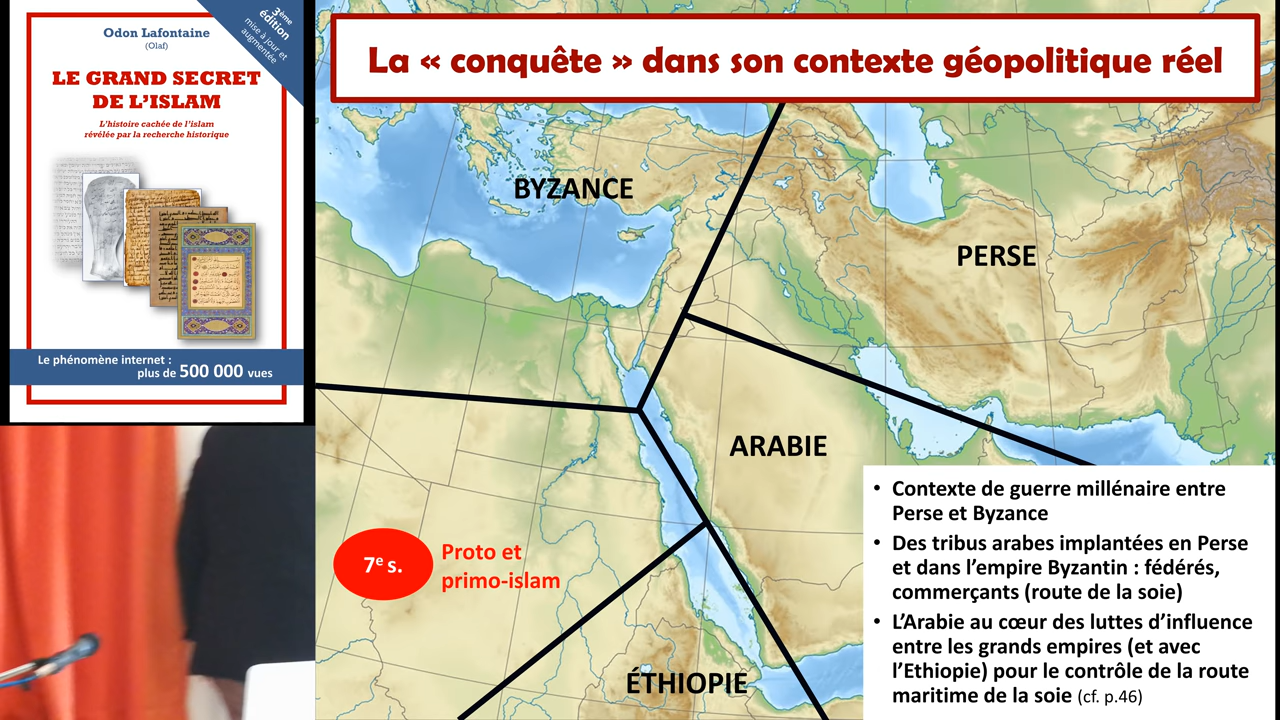 3ème
édition
mise à jour et
augmentée
Odon Lafontaine
(Olaf)
LE GRAND SECRET
DE L'ISLAM
L'histoire cachée de l'islam
révélée par la recherche historique
Le phénomène internet :
plus de 500 000 vues
La « conquête » dans son contexte géopolitique réel
BYZANCE
PERSE
ARABIE
7e s.
Proto et
primo-islam
ÉTHIOPIE
• Contexte de guerre millénaire entre
Perse et Byzance
• Des tribus arabes implantées en Perse
et dans l'empire Byzantin : fédérés,
commerçants (route de la soie)
• L'Arabie au cœur des luttes d'influence
entre les grands empires (et avec
l'Ethiopie) pour le contrôle de la route
maritime de la soie (cf. p.46)